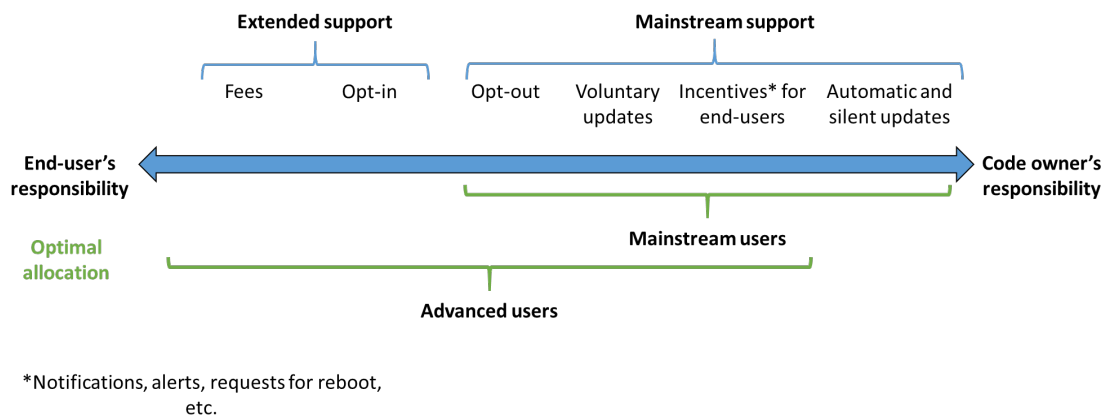 Extended support
Mainstream support
Fees
Opt-in
Opt-out
Voluntary
updates
Incentives* for
end-users
Automatic and
silent updates
End-user's
responsibility
Code owner's
responsibility
Mainstream users
Optimal
allocation
Advanced users
*Notifications, alerts, requests for reboot,
etc.